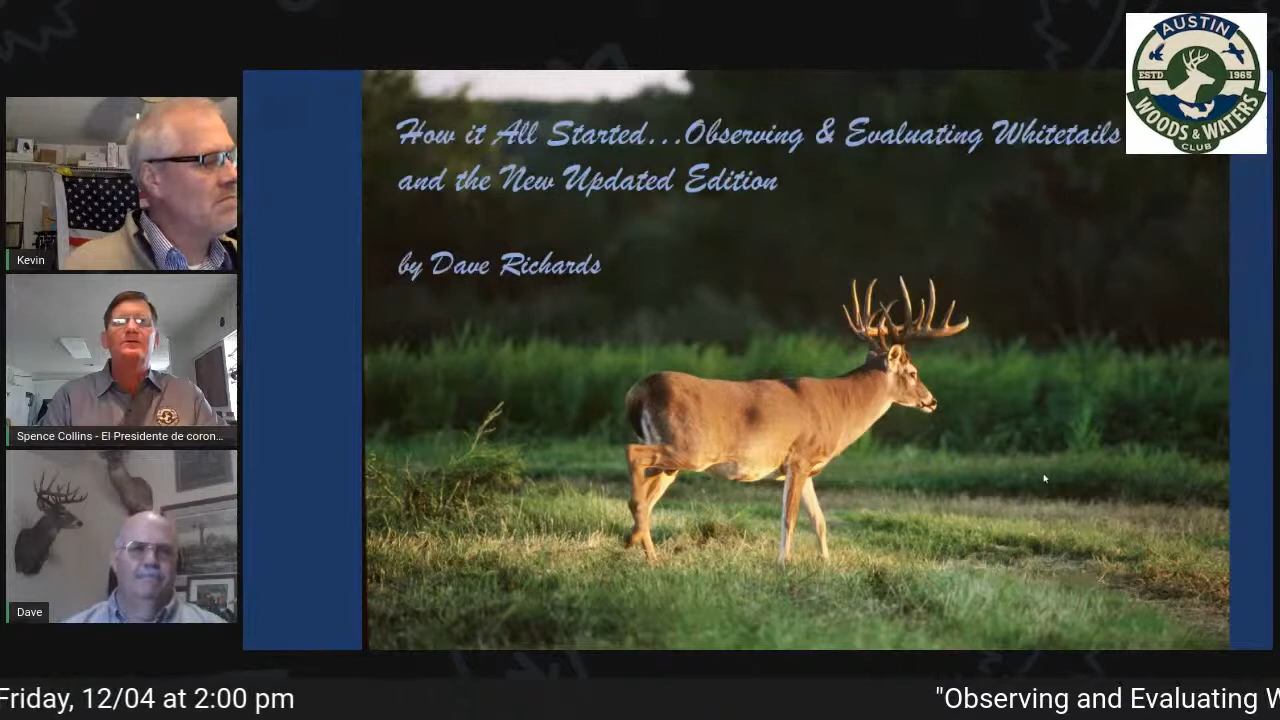 AUSTIN
ESTD
1965
WOODS & WATERS
CLUB
How it All Started...Observing & Evaluating Whitetails
and the New Updated Edition
by Dave Richards
Kevin
Spence Collins - El Presidente de coron...
Dave
Friday, 12/04 at 2:00 pm
"Observing and Evaluating W